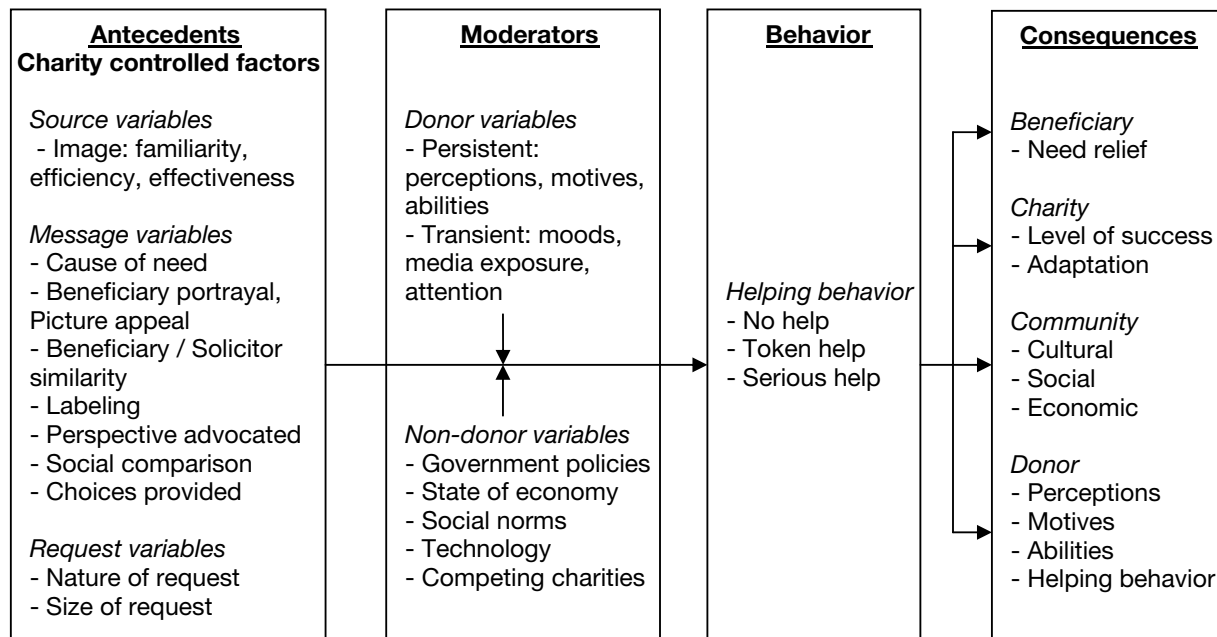 Antecedents
Charity controlled factors
Source variables
- Image: familiarity,
efficiency, effectiveness
Message variables
- Cause of need
- Beneficiary portrayal,
Picture appeal
- Beneficiary / Solicitor
similarity
- Labeling
- Perspective advocated
- Social comparison
- Choices provided
Request variables
- Nature of request
- Size of request
Moderators
Donor variables
- Persistent:
perceptions, motives,
abilities
- Transient: moods,
media exposure,
attention
Non-donor variables
- Government policies
- State of economy
- Social norms
- Technology
- Competing charities
Behavior
Helping behavior
- No help
- Token help
- Serious help
Consequences
Beneficiary
- Need relief
Charity
- Level of success
- Adaptation
Community
- Cultural
- Social
- Economic
Donor
- Perceptions
- Motives
- Abilities
- Helping behavior